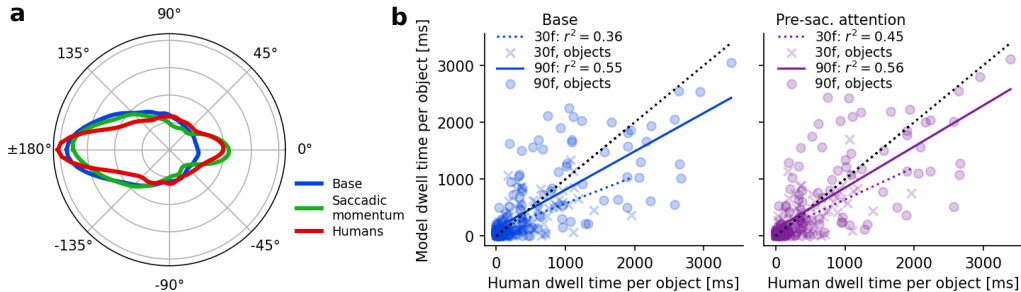 a
90°
135°
45°
±180°
0°
-135°
-45°
-90°
Base
Saccadic
momentum
Humans
b
Base
30f: r² = 0.36
30f, objects
90f: r² = 0.55
90f, objects
Model dwell time per object [ms]
3000
2000
1000
0
0
1000
2000
3000
Human dwell time per object [ms]
Pre-sac. attention
30f: r² = 0.45
30f, objects
90f: r² = 0.56
90f, objects
0
1000
2000
3000
Human dwell time per object [ms]